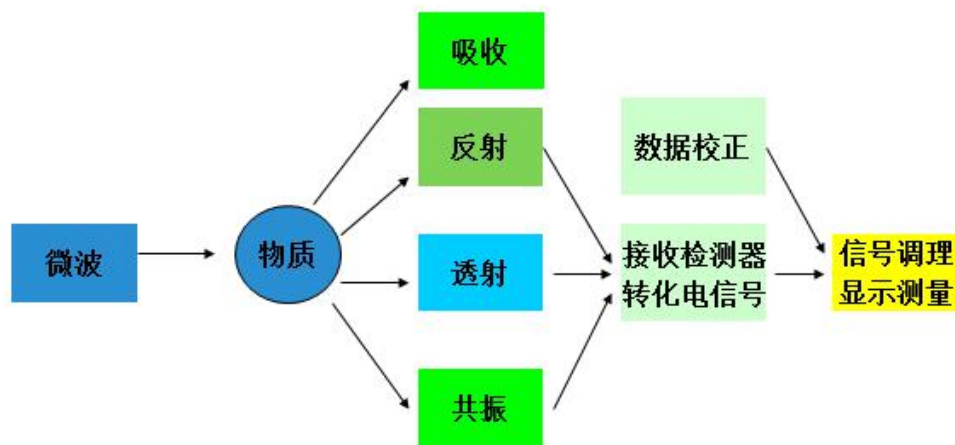 吸收
反射
数据校正
微波
物质
透射
接收检测器
转化电信号
信号调理
显示测量
共振